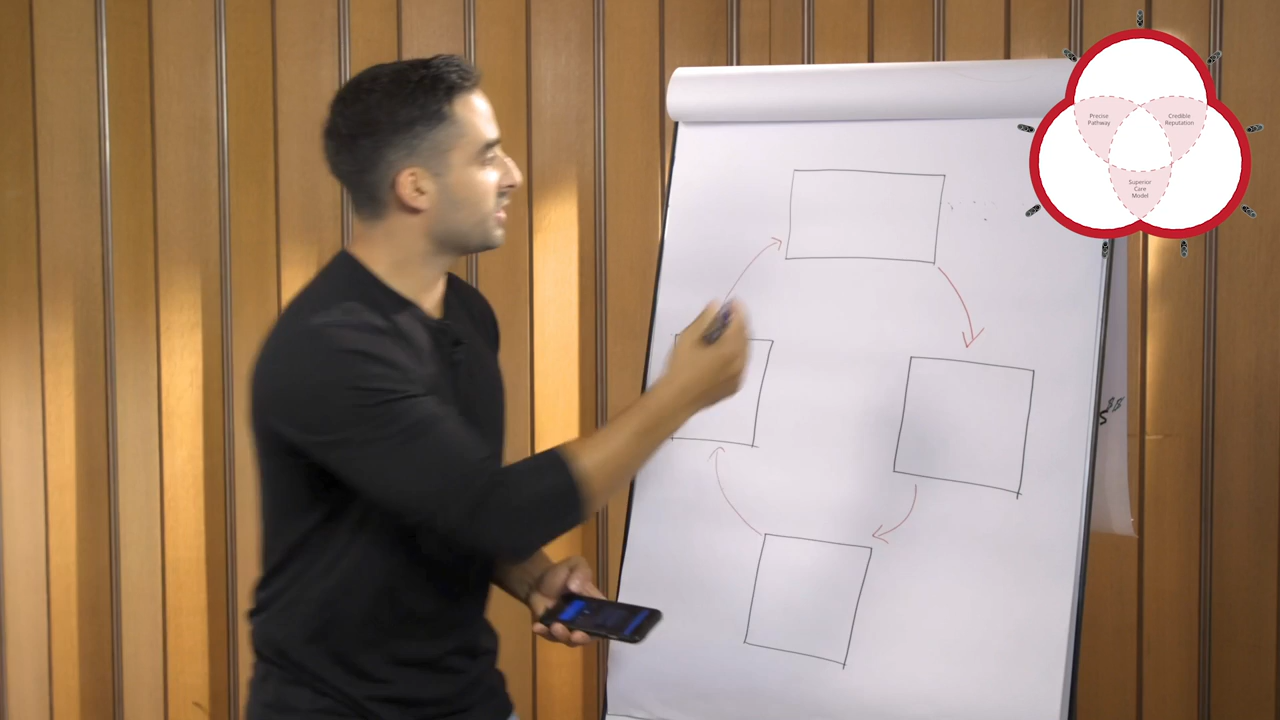 Precise
Pathway
Credible
Reputation
Superior
Care
Model